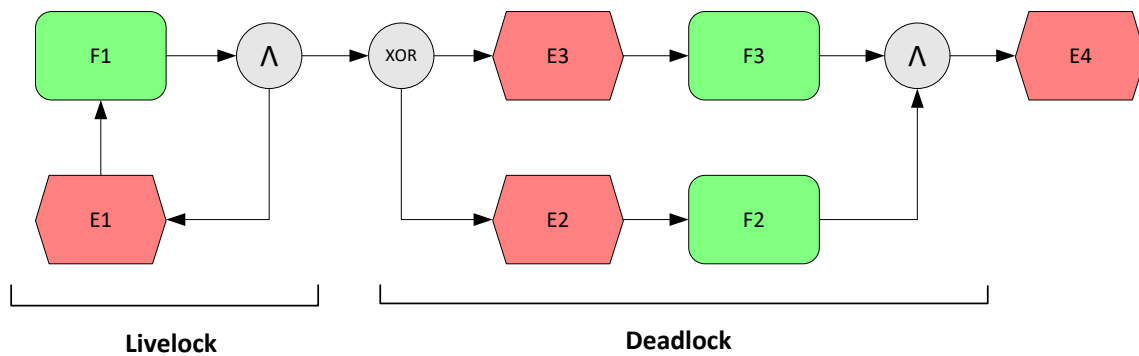 F1
Λ
XOR
E3
F3
Λ
E4
E1
E2
F2
Livelock
Deadlock